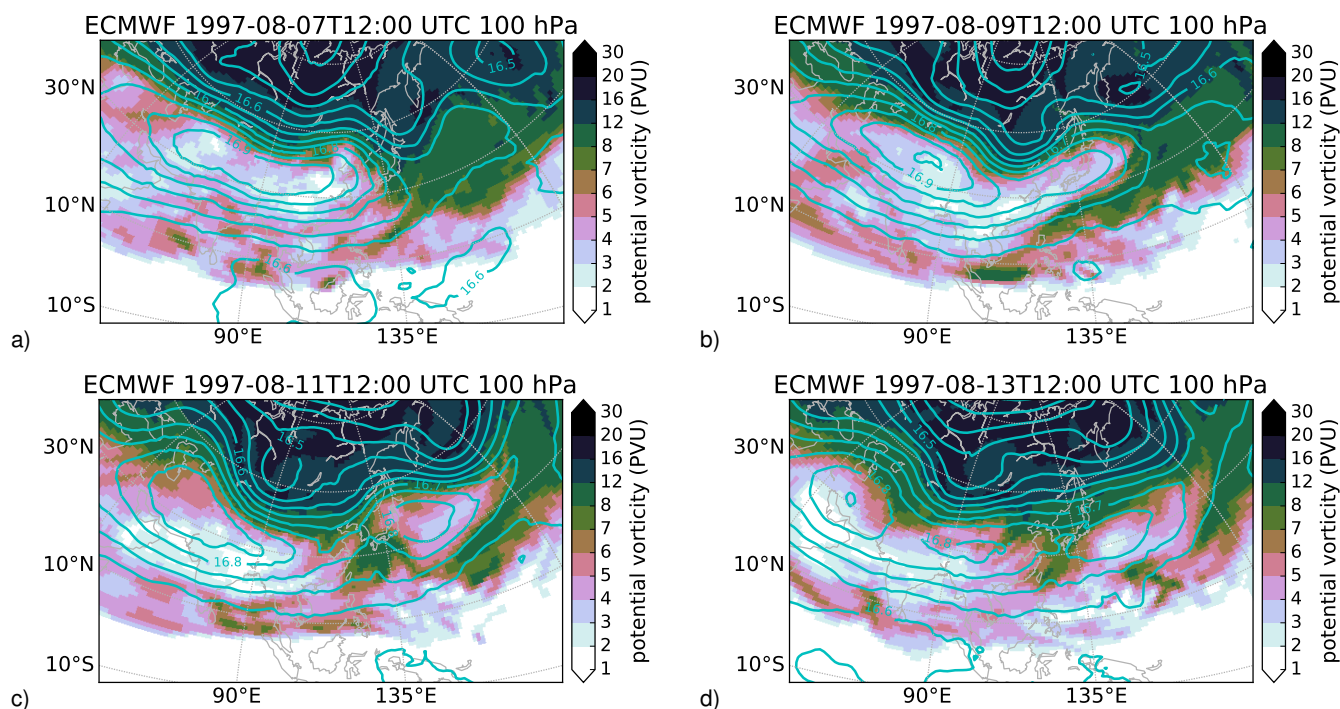 ECMWF 1997-08-07T12:00 UTC 100 hPa
30°N
10°N
10°S
90°E
135°E
16.6
16.5
16.6
16.6
30
20
16
12
8
7
6
5
4
3
2
1
potential vorticity (PVU)
a)
ECMWF 1997-08-09T12:00 UTC 100 hPa
30°N
10°N
10°S
90°E
135°E
16.5
16.6
16.9
30
20
16
12
8
7
6
5
4
3
2
1
potential vorticity (PVU)
b)
ECMWF 1997-08-11T12:00 UTC 100 hPa
30°N
10°N
10°S
90°E
135°E
16.5
16.6
16.7
16.8
30
20
16
12
8
7
6
5
4
3
2
1
potential vorticity (PVU)
c)
ECMWF 1997-08-13T12:00 UTC 100 hPa
30°N
10°N
10°S
90°E
135°E
16.5
16.8
16.6
30
20
16
12
8
7
6
5
4
3
2
1
potential vorticity (PVU)
d)